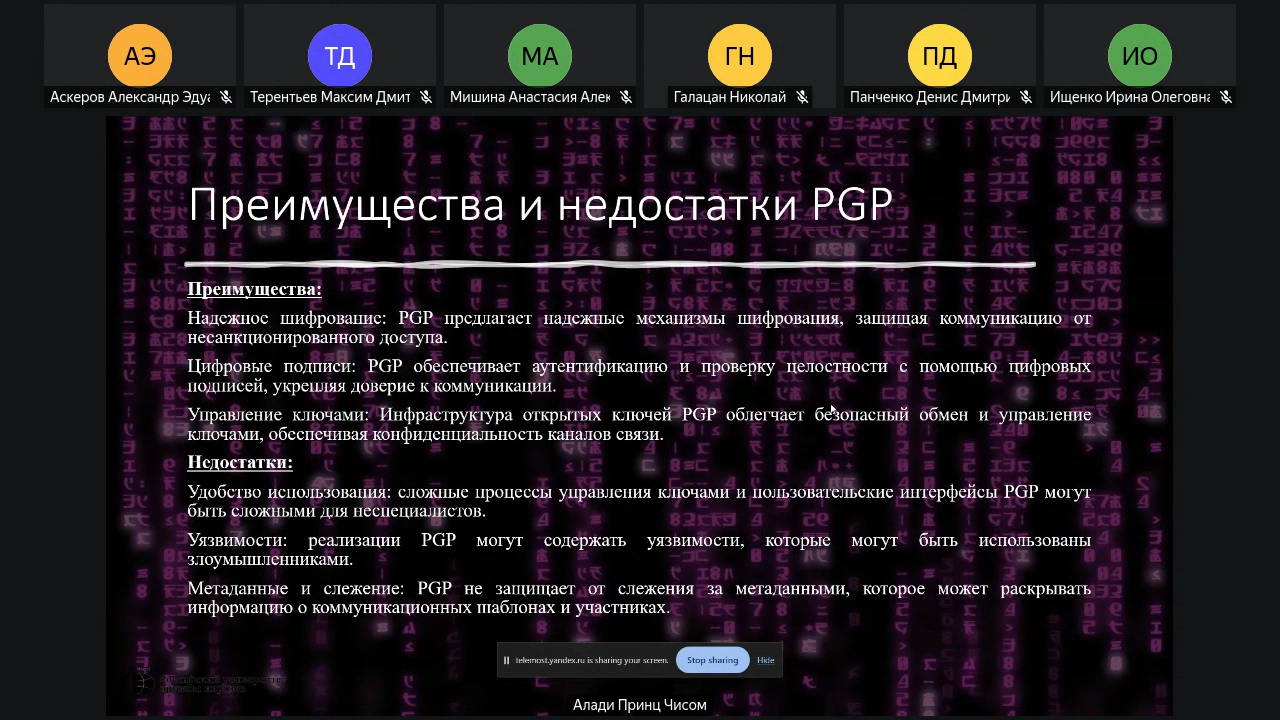 АЭ
ТД
МА
ГН
ПД
ИО
Аскеров Александр Эдуа
Терентьев Максим Дмит
Мишина Анастасия Алек
Галацан Николай
Панченко Денис Дмитри
Ищенко Ирина Олеговна
Преимущества и недостатки PGP
Преимущества:
Надежное шифрование: PGP предлагает надежные механизмы шифрования, защищая коммуникацию от
несанкционированного доступа.
Цифровые подписи: PGP обеспечивает аутентификацию и проверку целостности с помощью цифровых
подписей, укрепляя доверие к коммуникации.
Управление ключами: Инфраструктура открытых ключей PGP облегчает безопасный обмен и управление
ключами, обеспечивая конфиденциальность каналов связи.
Недостатки:
Удобство использования: сложные процессы управления ключами и пользовательские интерфейсы PGP могут
быть сложными для неспециалистов.
Уязвимости: реализации PGP могут содержать уязвимости, которые могут быть использованы
злоумышленниками.
Метаданные и слежение: PGP не защищает от слежения за метаданными, которое может раскрывать
информацию о коммуникационных шаблонах и участниках.
telemost.yandex.ru is sharing your screen.
Stop sharing
Hide
Алади Принц Чисом